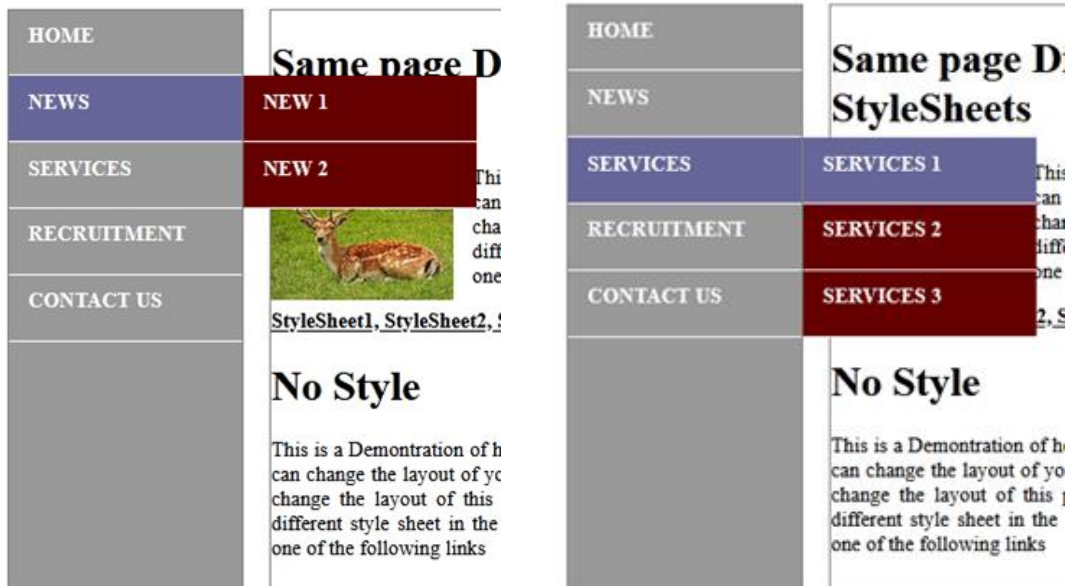 HOME
NEWS
SERVICES
RECRUITMENT
CONTACT US
NEW 1
NEW 2
Same page
StyleSheet1, StyleSheet2,
No Style
This is a Demontration of
can change the layout of
change the layout of this
different style sheet in the
one of the following links
HOME
NEWS
SERVICES
RECRUITMENT
CONTACT US
SERVICES 1
SERVICES 2
SERVICES 3
Same page
StyleSheets
No Style
This is a Demontration of
can change the layout of
change the layout of this
different style sheet in the
one of the following links